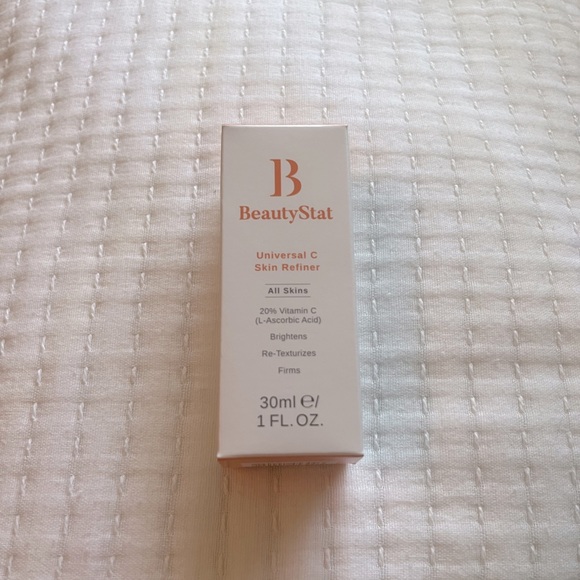 B
BeautyStat
Universal C
Skin Refiner
All Skins
20% Vitamin C
(L-Ascorbic Acid)
Brightens
Re-Texturizes
Firms
30ml ℮/
1 FL.OZ.